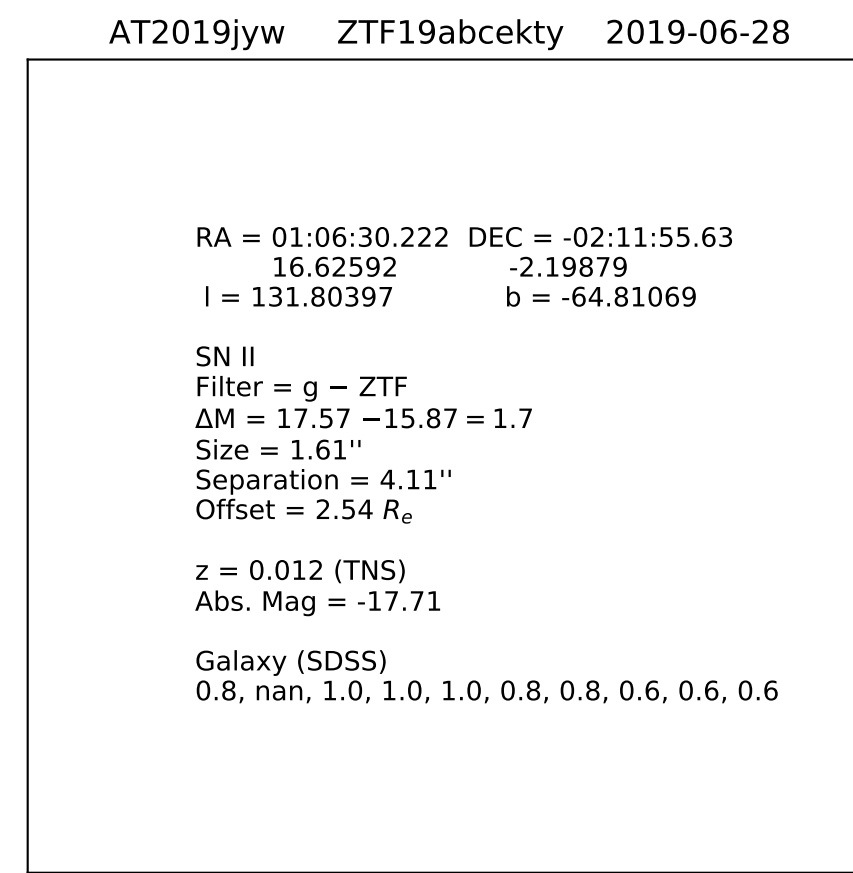 AT2019jyw ZTF19abcekty 2019-06-28
RA = 01:06:30.222 DEC = -02:11:55.63
16.62592 -2.19879
l = 131.80397 b = -64.81069
SN II
Filter = g − ZTF
ΔM = 17.57 −15.87 = 1.7
Size = 1.61''
Separation = 4.11''
Offset = 2.54 Rₑ
z = 0.012 (TNS)
Abs. Mag = -17.71
Galaxy (SDSS)
0.8, nan, 1.0, 1.0, 1.0, 0.8, 0.8, 0.6, 0.6, 0.6